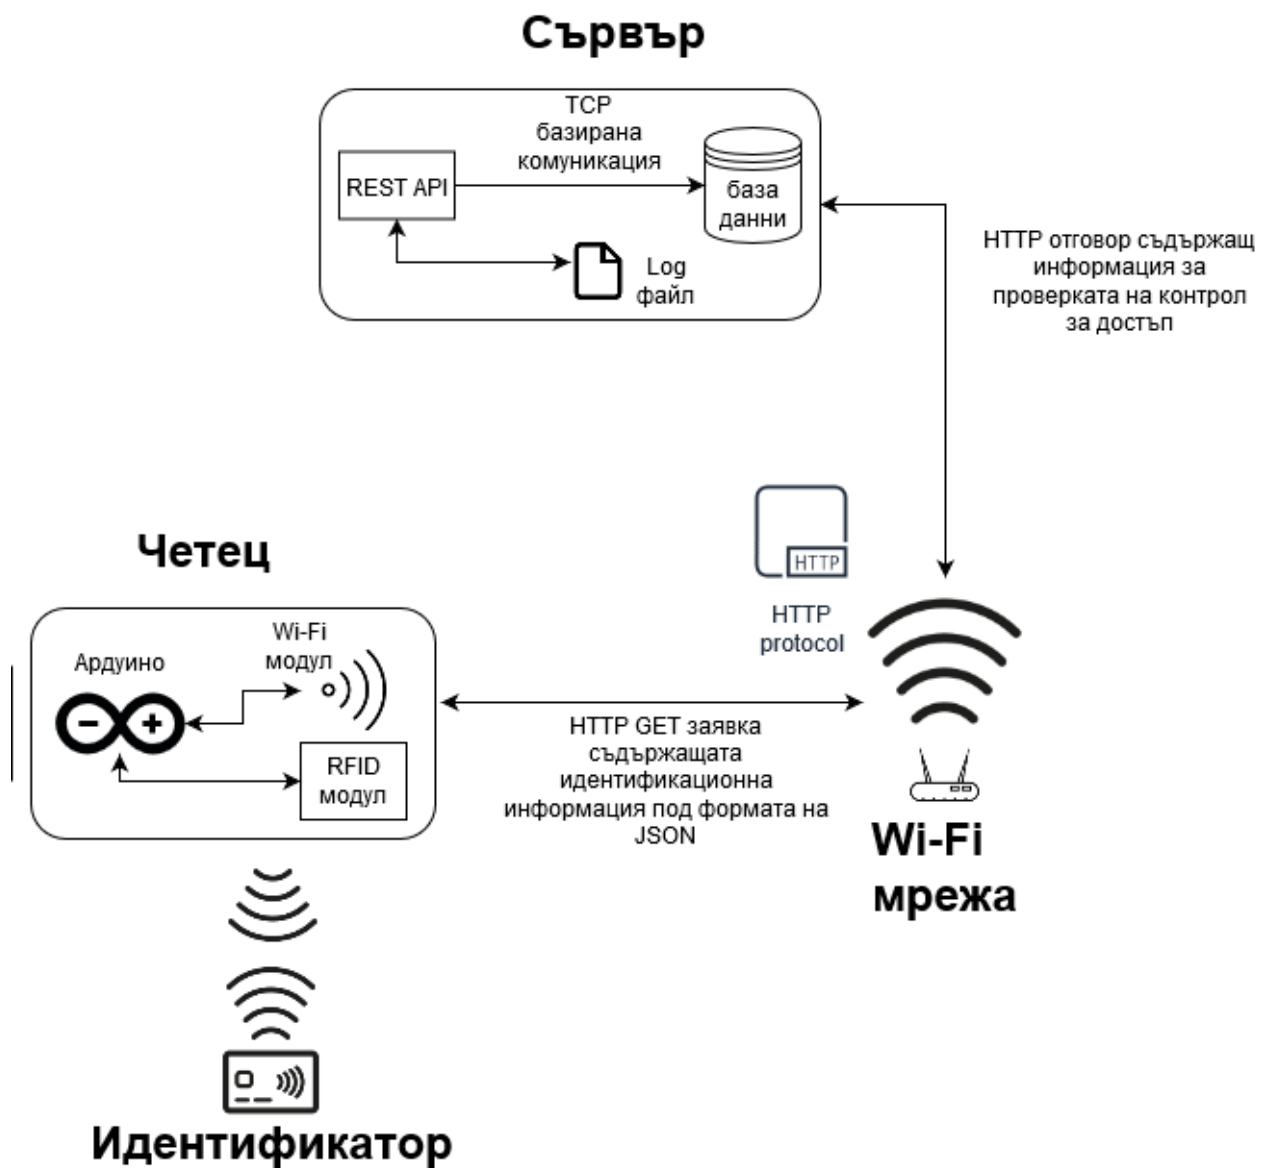 Сървър
TCP
базирана
комуникация
REST API
база
данни
Log
файл
HTTP отговор съдържащ
информация за
проверката на контрол
за достъп
HTTP
HTTP
protocol
Четец
Wi-Fi
модул
Ардуино
RFID
модул
HTTP GET заявка
съдържащата
идентификационна
информация под формата на
JSON
Wi-Fi
мрежа
Идентификатор